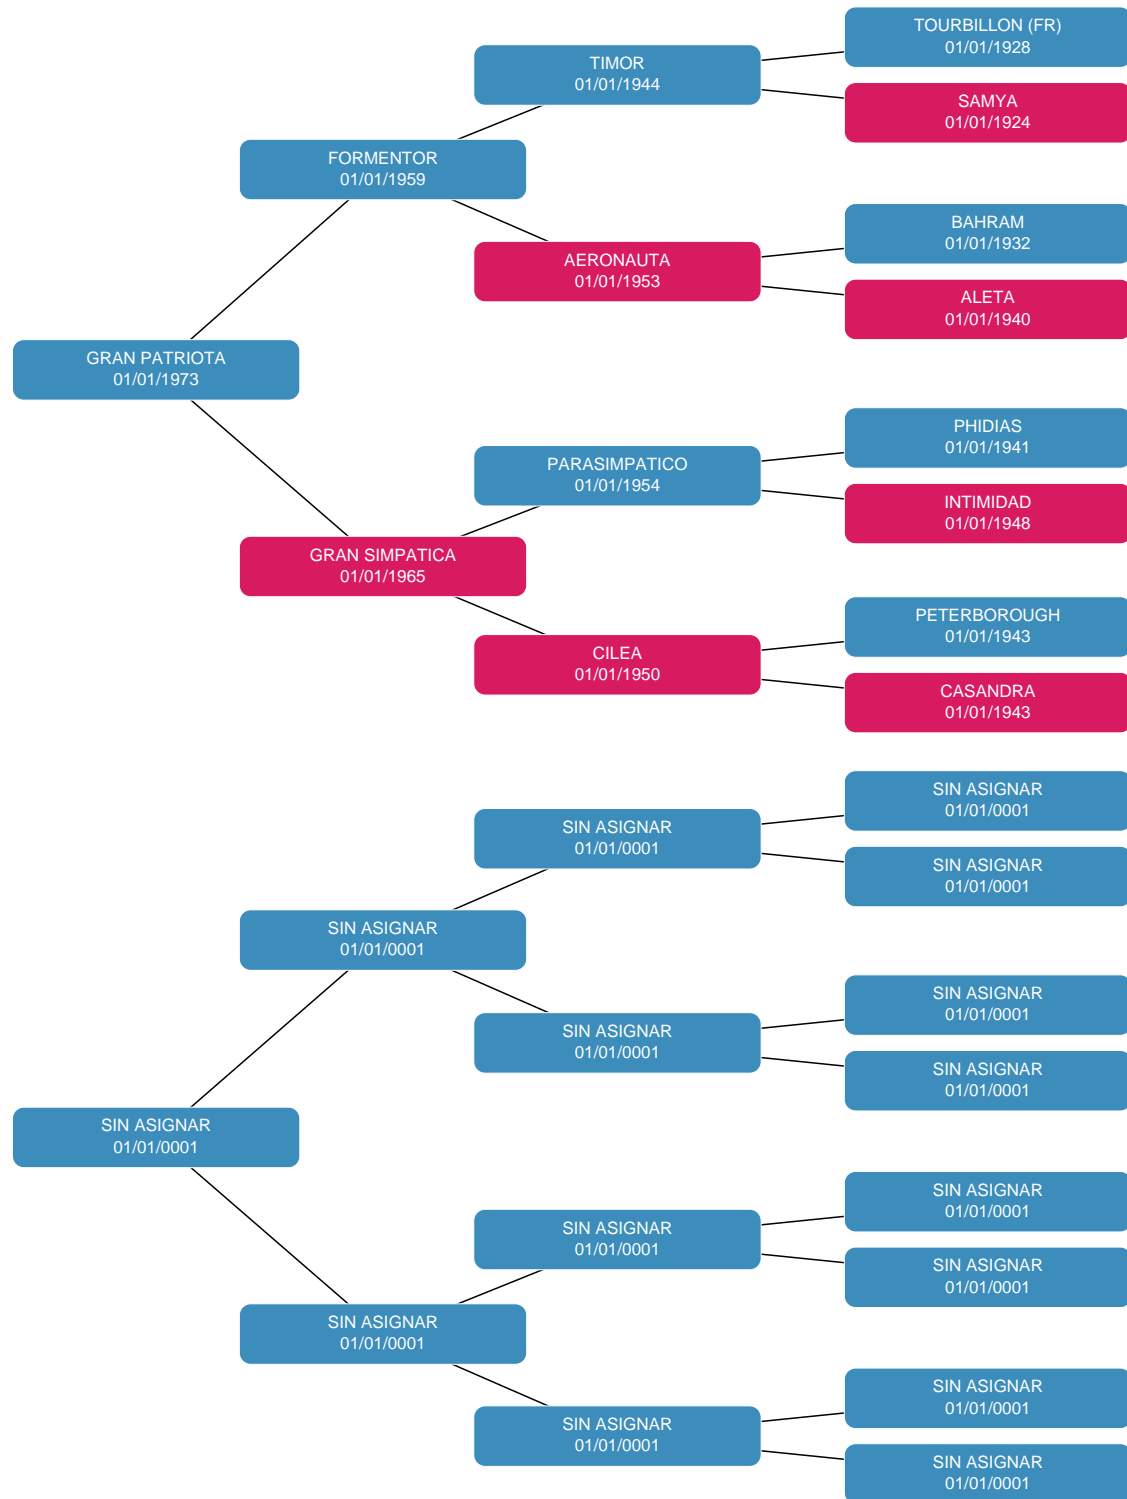 TOURBILLON (FR)
01/01/1928
TIMOR
01/01/1944
SAMYA
01/01/1924
FORMENTOR
01/01/1959
BAHRAM
01/01/1932
AERONAUTA
01/01/1953
ALETA
01/01/1940
GRAN PATRIOTA
01/01/1973
PHIDIAS
01/01/1941
PARASIMPATICO
01/01/1954
INTIMIDAD
01/01/1948
GRAN SIMPATICA
01/01/1965
PETERBOROUGH
01/01/1943
CILEA
01/01/1950
CASANDRA
01/01/1943
SIN ASIGNAR
01/01/0001
SIN ASIGNAR
01/01/0001
SIN ASIGNAR
01/01/0001
SIN ASIGNAR
01/01/0001
SIN ASIGNAR
01/01/0001
SIN ASIGNAR
01/01/0001
SIN ASIGNAR
01/01/0001
SIN ASIGNAR
01/01/0001
SIN ASIGNAR
01/01/0001
SIN ASIGNAR
01/01/0001
SIN ASIGNAR
01/01/0001
SIN ASIGNAR
01/01/0001
SIN ASIGNAR
01/01/0001
SIN ASIGNAR
01/01/0001
SIN ASIGNAR
01/01/0001